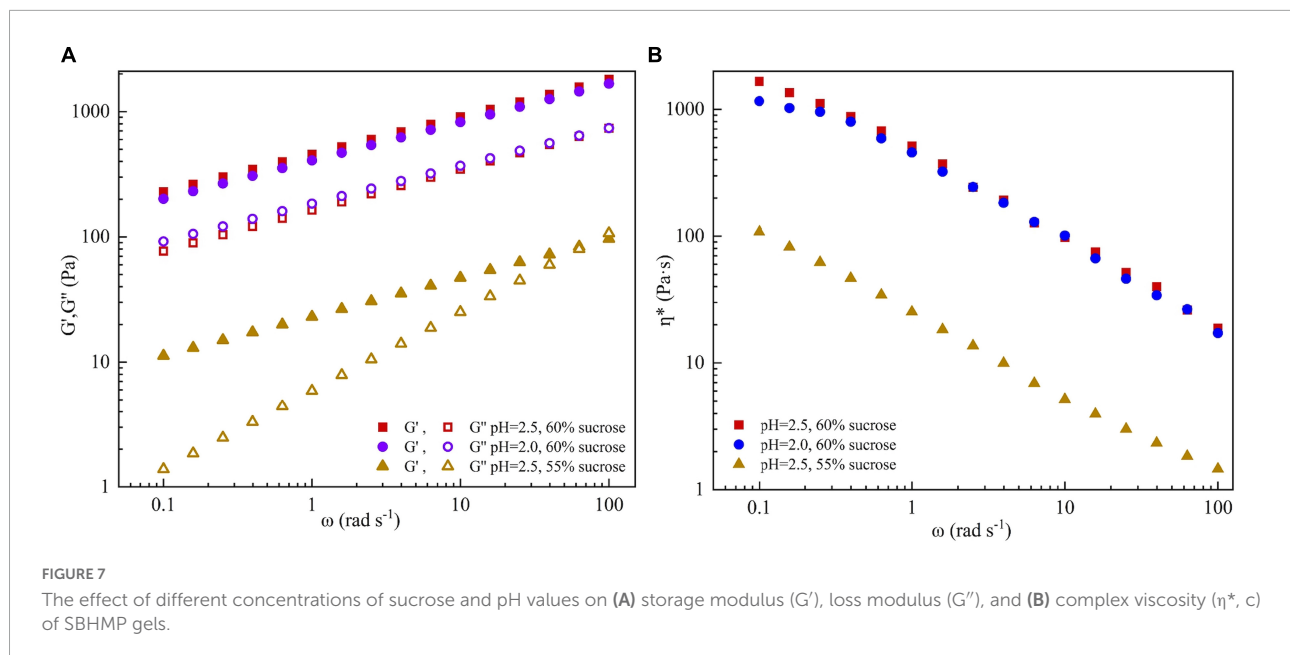 A
1000
100
10
1
G′,G″ (Pa)
0.1
1
10
100
ω (rad s⁻¹)
G′ , G″ pH=2.5, 60% sucrose
G′ , G″ pH=2.0, 60% sucrose
G′ , G″ pH=2.5, 55% sucrose
B
1000
100
10
1
η* (Pa·s)
0.1
1
10
100
ω (rad s⁻¹)
pH=2.5, 60% sucrose
pH=2.0, 60% sucrose
pH=2.5, 55% sucrose
FIGURE 7
The effect of different concentrations of sucrose and pH values on (A) storage modulus (G′), loss modulus (G″), and (B) complex viscosity (η*, c)
of SBHMP gels.